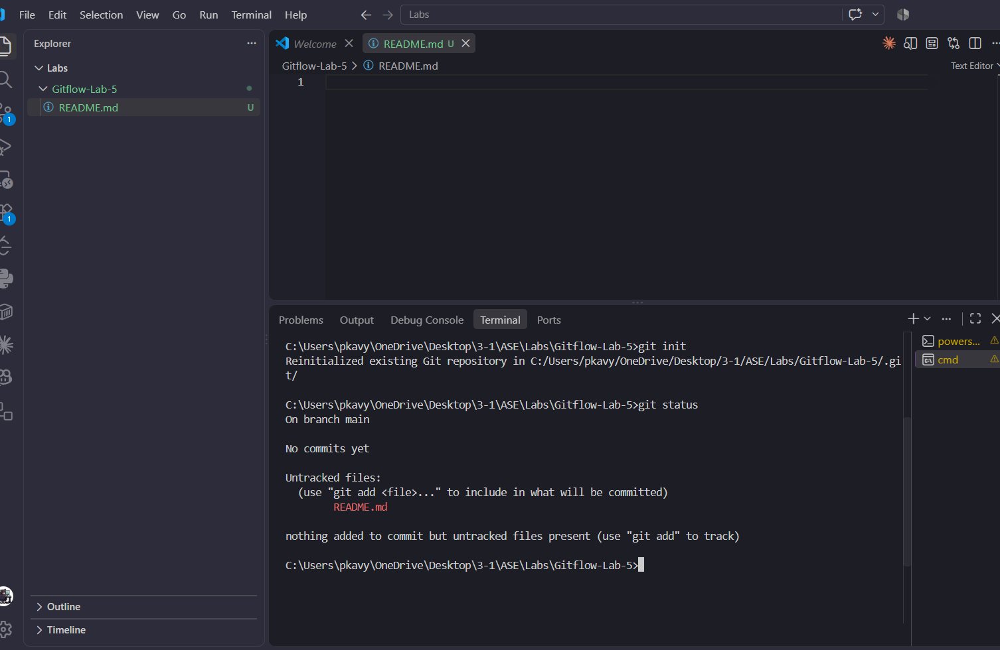 File Edit Selection View Go Run Terminal Help
Labs
Explorer
Labs
Gitflow-Lab-5
README.md U
1
1
Outline
Timeline
Welcome
README.md U
Gitflow-Lab-5 > README.md
Text Editor
1
Problems Output Debug Console Terminal Ports
C:\Users\pkavy\OneDrive\Desktop\3-1\ASE\Labs\Gitflow-Lab-5>git init
Reinitialized existing Git repository in C:/Users/pkavy/OneDrive/Desktop/3-1/ASE/Labs/Gitflow-Lab-5/.gi
t/
C:\Users\pkavy\OneDrive\Desktop\3-1\ASE\Labs\Gitflow-Lab-5>git status
On branch main
No commits yet
Untracked files:
(use "git add <file>..." to include in what will be committed)
README.md
nothing added to commit but untracked files present (use "git add" to track)
C:\Users\pkavy\OneDrive\Desktop\3-1\ASE\Labs\Gitflow-Lab-5>
powers...
cmd